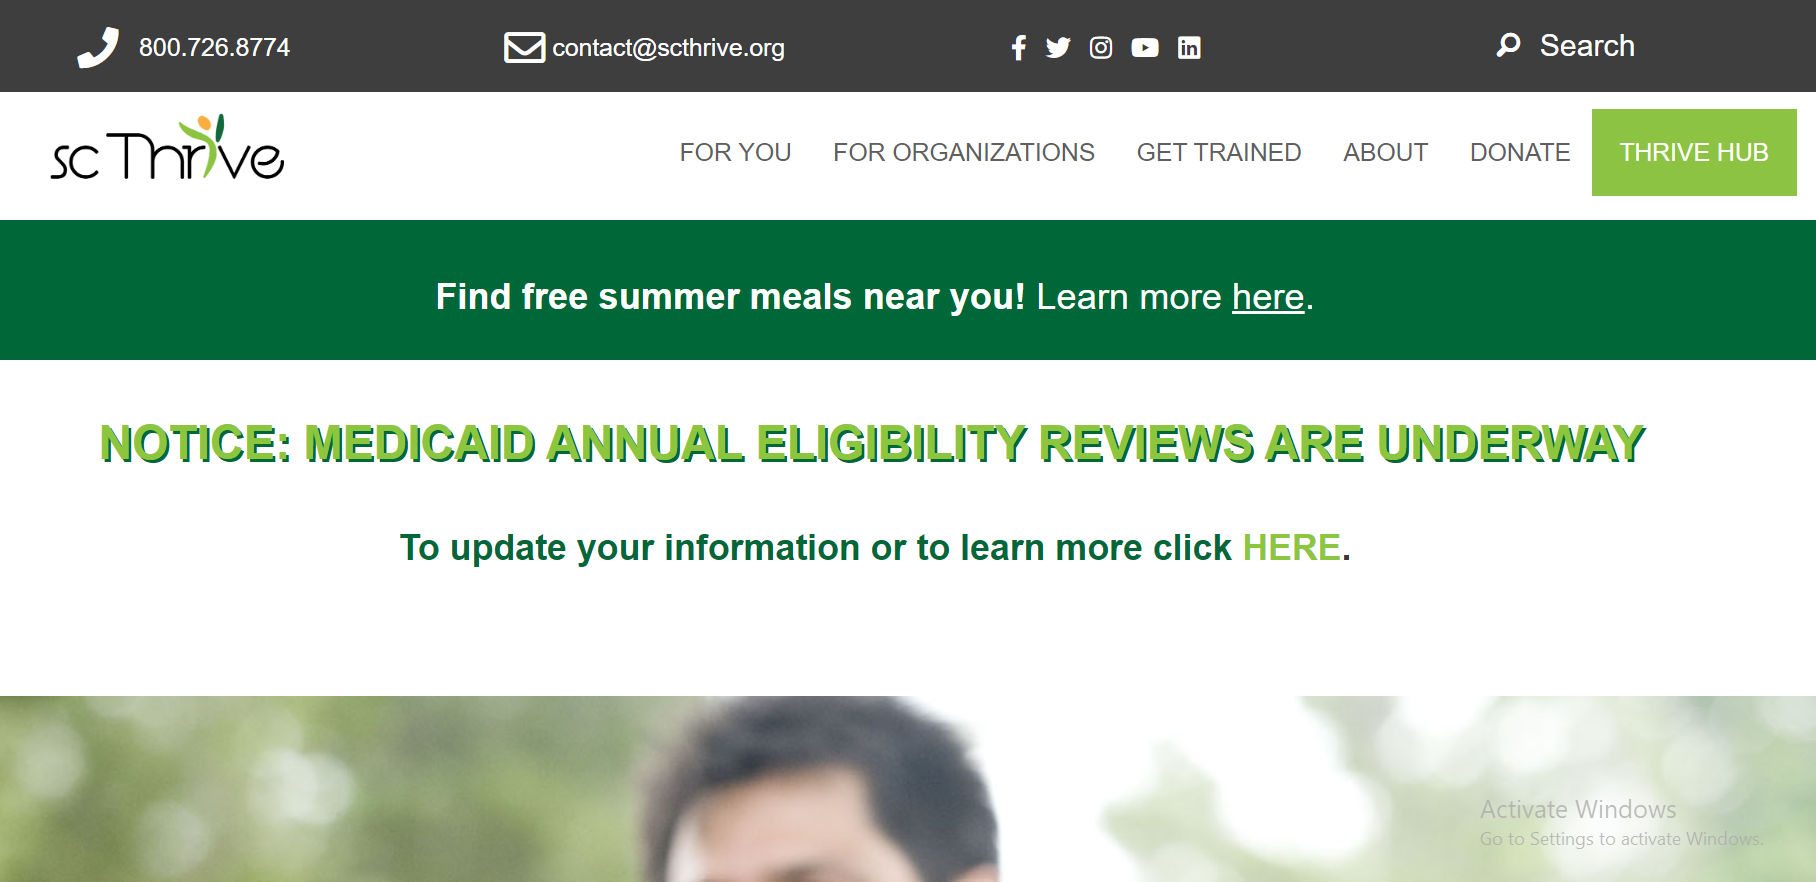 800.726.8774
contact@scthrive.org
Search
sc Thrive
FOR YOU
FOR ORGANIZATIONS
GET TRAINED
ABOUT
DONATE
THRIVE HUB
Find free summer meals near you! Learn more here.
NOTICE: MEDICAID ANNUAL ELIGIBILITY REVIEWS ARE UNDERWAY
To update your information or to learn more click HERE.
Activate Windows
Go to Settings to activate Windows.